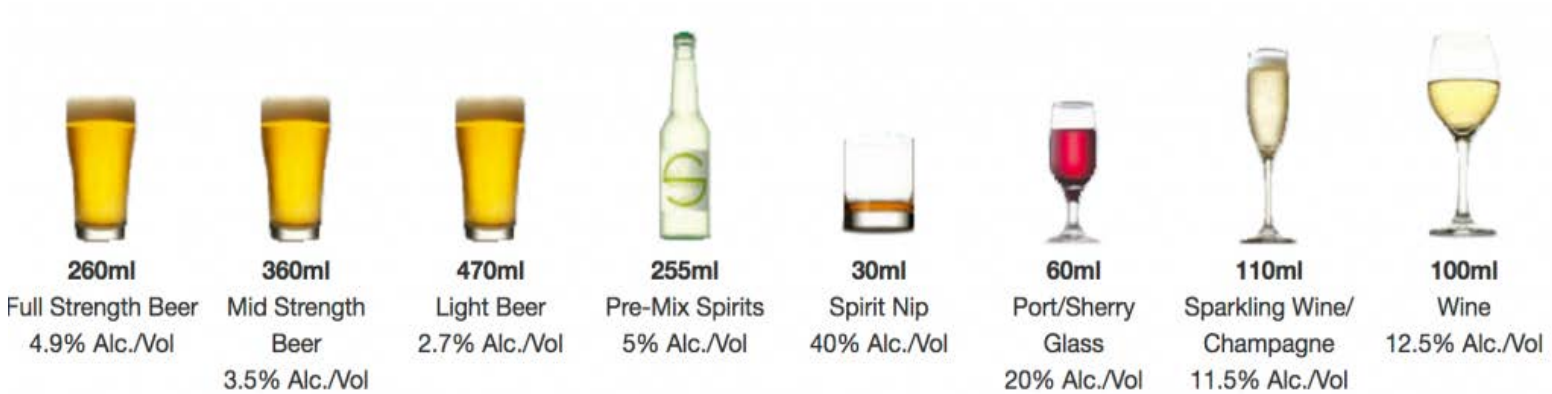 260ml
Full Strength Beer
4.9% Alc./Vol
360ml
Mid Strength
Beer
3.5% Alc./Vol
470ml
Light Beer
2.7% Alc./Vol
255ml
Pre-Mix Spirits
5% Alc./Vol
30ml
Spirit Nip
40% Alc./Vol
60ml
Port/Sherry
Glass
20% Alc./Vol
110ml
Sparkling Wine/
Champagne
11.5% Alc./Vol
100ml
Wine
12.5% Alc./Vol